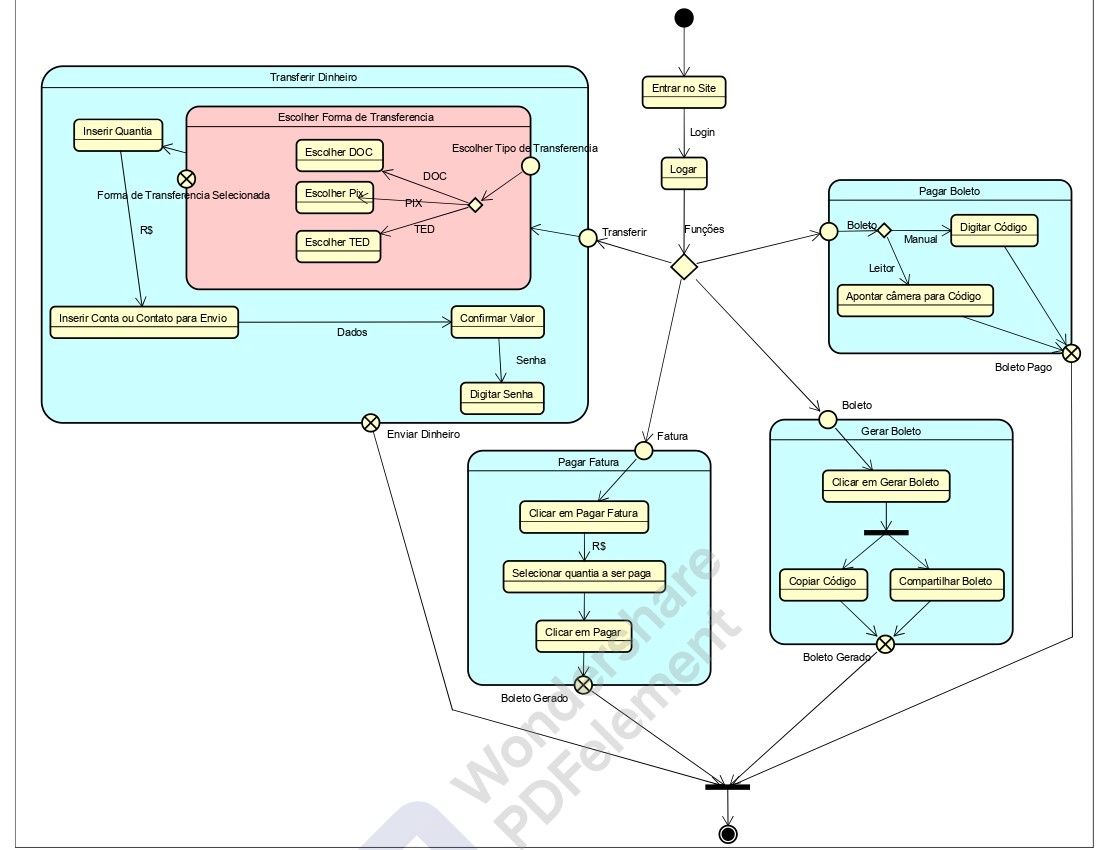 Entrar no Site
Login
Logar
Funções
Transferir
Transferir Dinheiro
Escolher Forma de Transferencia
Inserir Quantia
Escolher DOC
Escolher Tipo de Transferencia
DOC
Forma de Transferência Selecionada
Escolher Pix
PIX
TED
Escolher TED
R$
Inserir Conta ou Contato para Envio
Dados
Confirmar Valor
Senha
Digitar Senha
Enviar Dinheiro
Pagar Boleto
Boleto
Manual
Digitar Código
Leitor
Apontar câmera para Código
Boleto Pago
Fatura
Pagar Fatura
Clicar em Pagar Fatura
R$
Selecionar quantia a ser paga
Clicar em Pagar
Boleto Gerado
Boleto
Gerar Boleto
Clicar em Gerar Boleto
Copiar Código
Compartilhar Boleto
Boleto Gerado
Wondershare
PDFelement